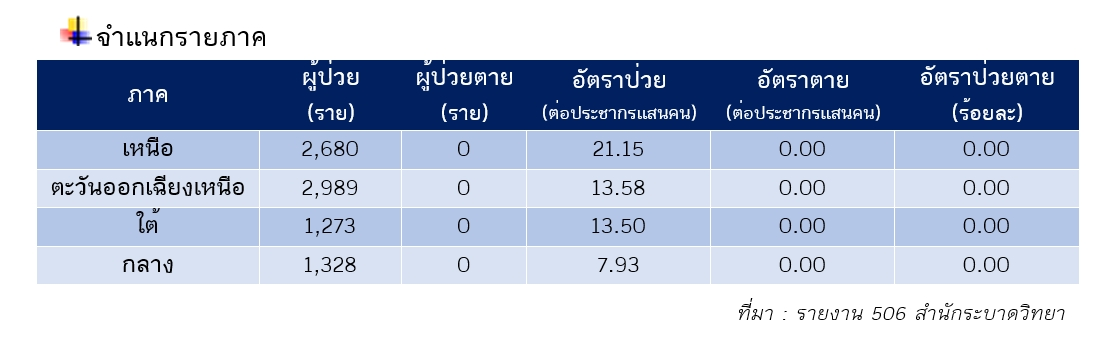 จำแนกรายภาค
ภาค ผู้ป่วย (ราย) ผู้ป่วยตาย (ราย) อัตราป่วย (ต่อประชากรแสนคน) อัตราตาย (ต่อประชากรแสนคน) อัตราป่วยตาย (ร้อยละ)
เหนือ 2,680 0 21.15 0.00 0.00
ตะวันออกเฉียงเหนือ 2,989 0 13.58 0.00 0.00
ใต้ 1,273 0 13.50 0.00 0.00
กลาง 1,328 0 7.93 0.00 0.00
ที่มา : รายงาน 506 สำนักระบาดวิทยา